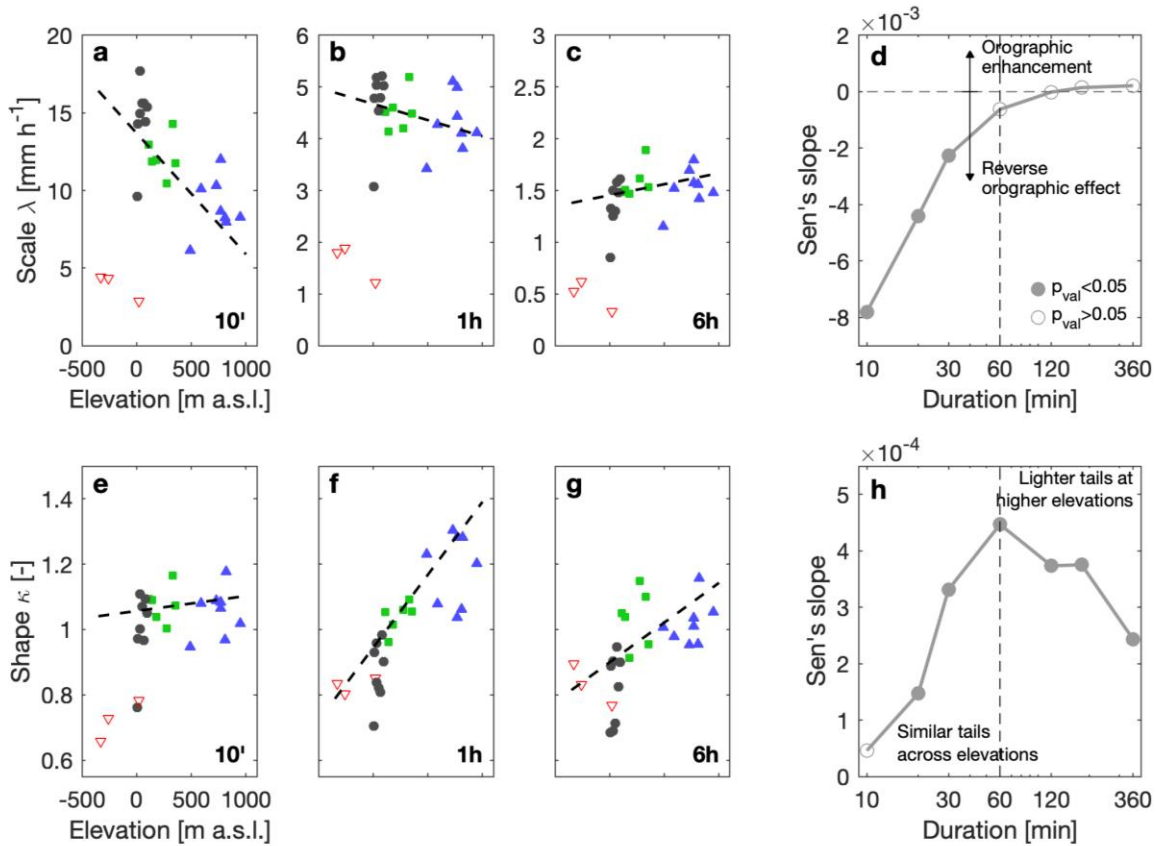 a
20
15
10
5
0
Scale λ [mm h⁻¹]
10'
-500 0 500 1000
Elevation [m a.s.l.]
b
6
5
4
3
2
1
0
1h
c
3
2.5
2
1.5
1
0.5
0
6h
×10⁻³
d
2
0
-2
-4
-6
-8
Sen's slope
Orographic
enhancement
Reverse
orographic effect
p_val<0.05
p_val>0.05
10 30 60 120 360
Duration [min]
e
1.4
1.2
1
0.8
0.6
Shape κ [-]
10'
-500 0 500 1000
Elevation [m a.s.l.]
f
1h
g
6h
×10⁻⁴
h
5
4
3
2
1
0
Sen's slope
Lighter tails at
higher elevations
Similar tails
across elevations
10 30 60 120 360
Duration [min]